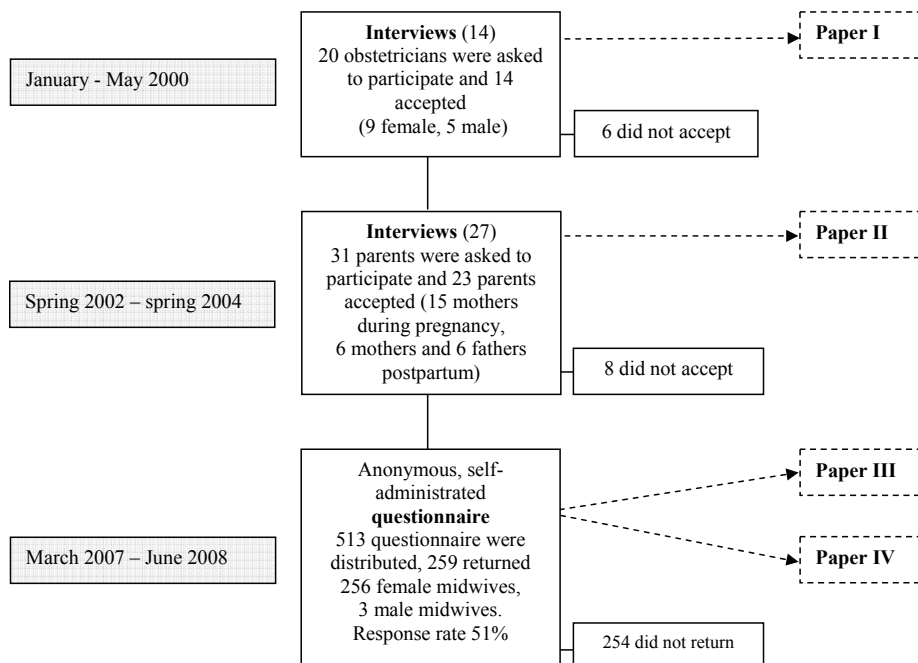 Interviews (14)
20 obstetricians were asked
to participate and 14
accepted
(9 female, 5 male)
Paper I
January - May 2000
6 did not accept
Interviews (27)
31 parents were asked to
participate and 23 parents
accepted (15 mothers
during pregnancy,
6 mothers and 6 fathers
postpartum)
Paper II
Spring 2002 – spring 2004
8 did not accept
Anonymous, self-
administrated
questionnaire
513 questionnaire were
distributed, 259 returned
256 female midwives,
3 male midwives.
Response rate 51%
Paper III
March 2007 – June 2008
Paper IV
254 did not return